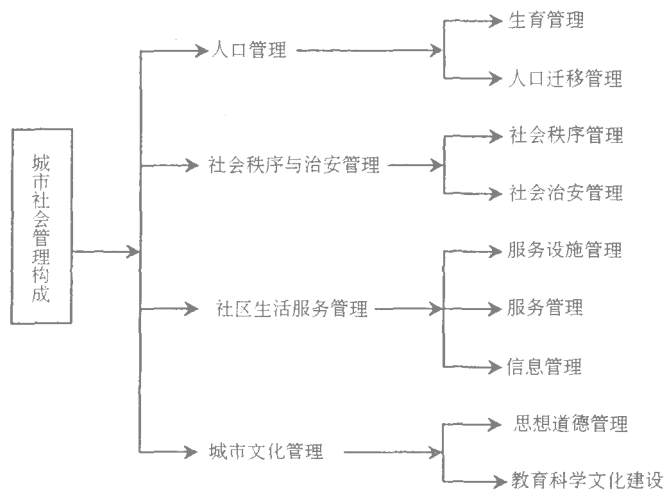 城市社会管理构成
人口管理
生育管理
人口迁移管理
社会秩序与治安管理
社会秩序管理
社会治安管理
社区生活服务管理
服务设施管理
服务管理
信息管理
城市文化管理
思想道德管理
教育科学文化建设